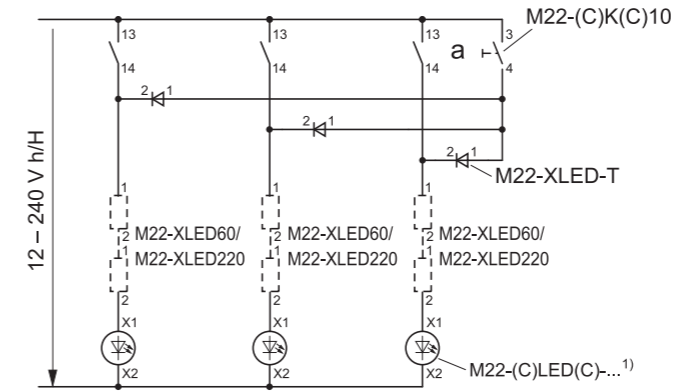 M22-(C)K(C)10
13 13 13 3
a
14 14 14 4
2 1
2 1
2 1
M22-XLED-T
12 – 240 V h/H
1 1 1
2 M22-XLED60/ 2 M22-XLED60/ 2 M22-XLED60/
1 M22-XLED220 1 M22-XLED220 1 M22-XLED220
2 2 2
X1 X1 X1
X2 X2 X2
M22-(C)LED(C)-...1)